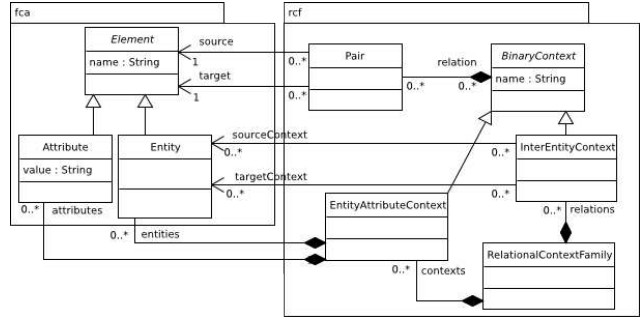 fca
rcf
Element
name : String
source
1
0..*
target
1
0..*
Pair
relation
0..*
0..*
BinaryContext
name : String
Attribute
value : String
Entity
sourceContext
0..*
0..*
targetContext
0..*
0..*
InterEntityContext
0..*
attributes
0..*
entities
EntityAttributeContext
0..*
relations
0..*
contexts
RelationalContextFamily